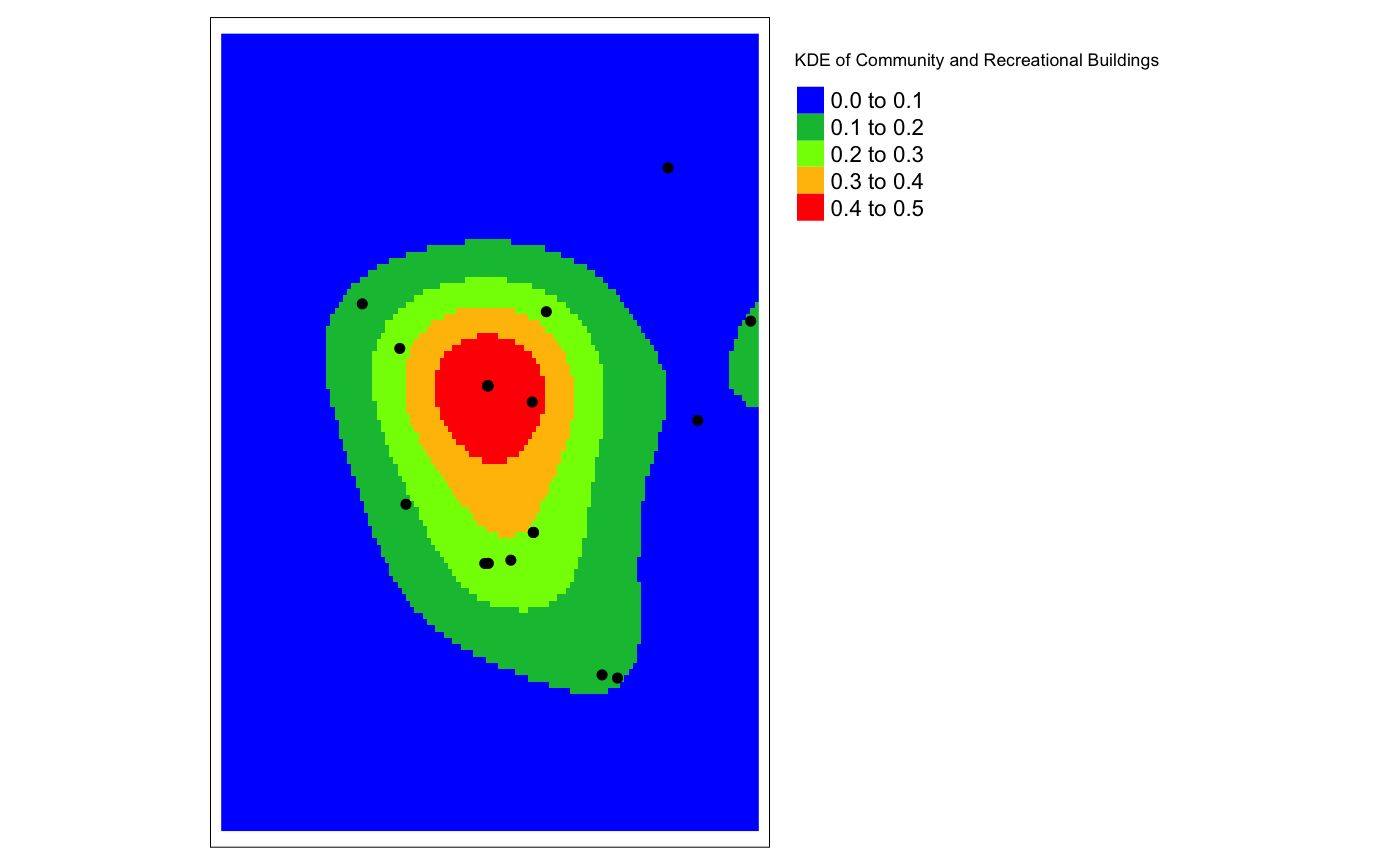 KDE of Community and Recreational Buildings
0.0 to 0.1
0.1 to 0.2
0.2 to 0.3
0.3 to 0.4
0.4 to 0.5